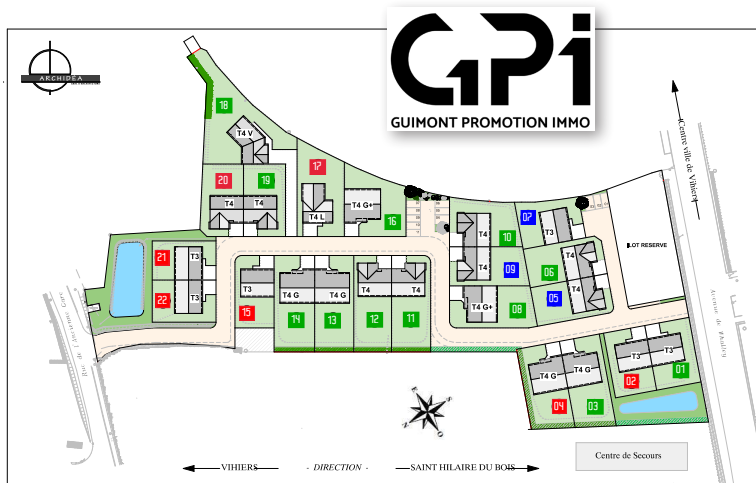 GPi
GUIMONT PROMOTION IMMO
ARCHIDEA
18
T4 V
20
19
T4
T4
17
T4 L
T4 G+
16
21
T3
22
T3
T3
15
T4 G
T4 G
14
13
T4
T4
12
11
T4
10
T4
09
T4 G+
08
07
T3
06
T4
05
T4
ILOT RESERVE
Centre ville de Vihiers
Avenue de
T4 G
T4 G
04
03
T3
T3
02
01
N
E
S
O
VIHIERS
- DIRECTION -
SAINT HILAIRE DU BOIS
Centre de Secours